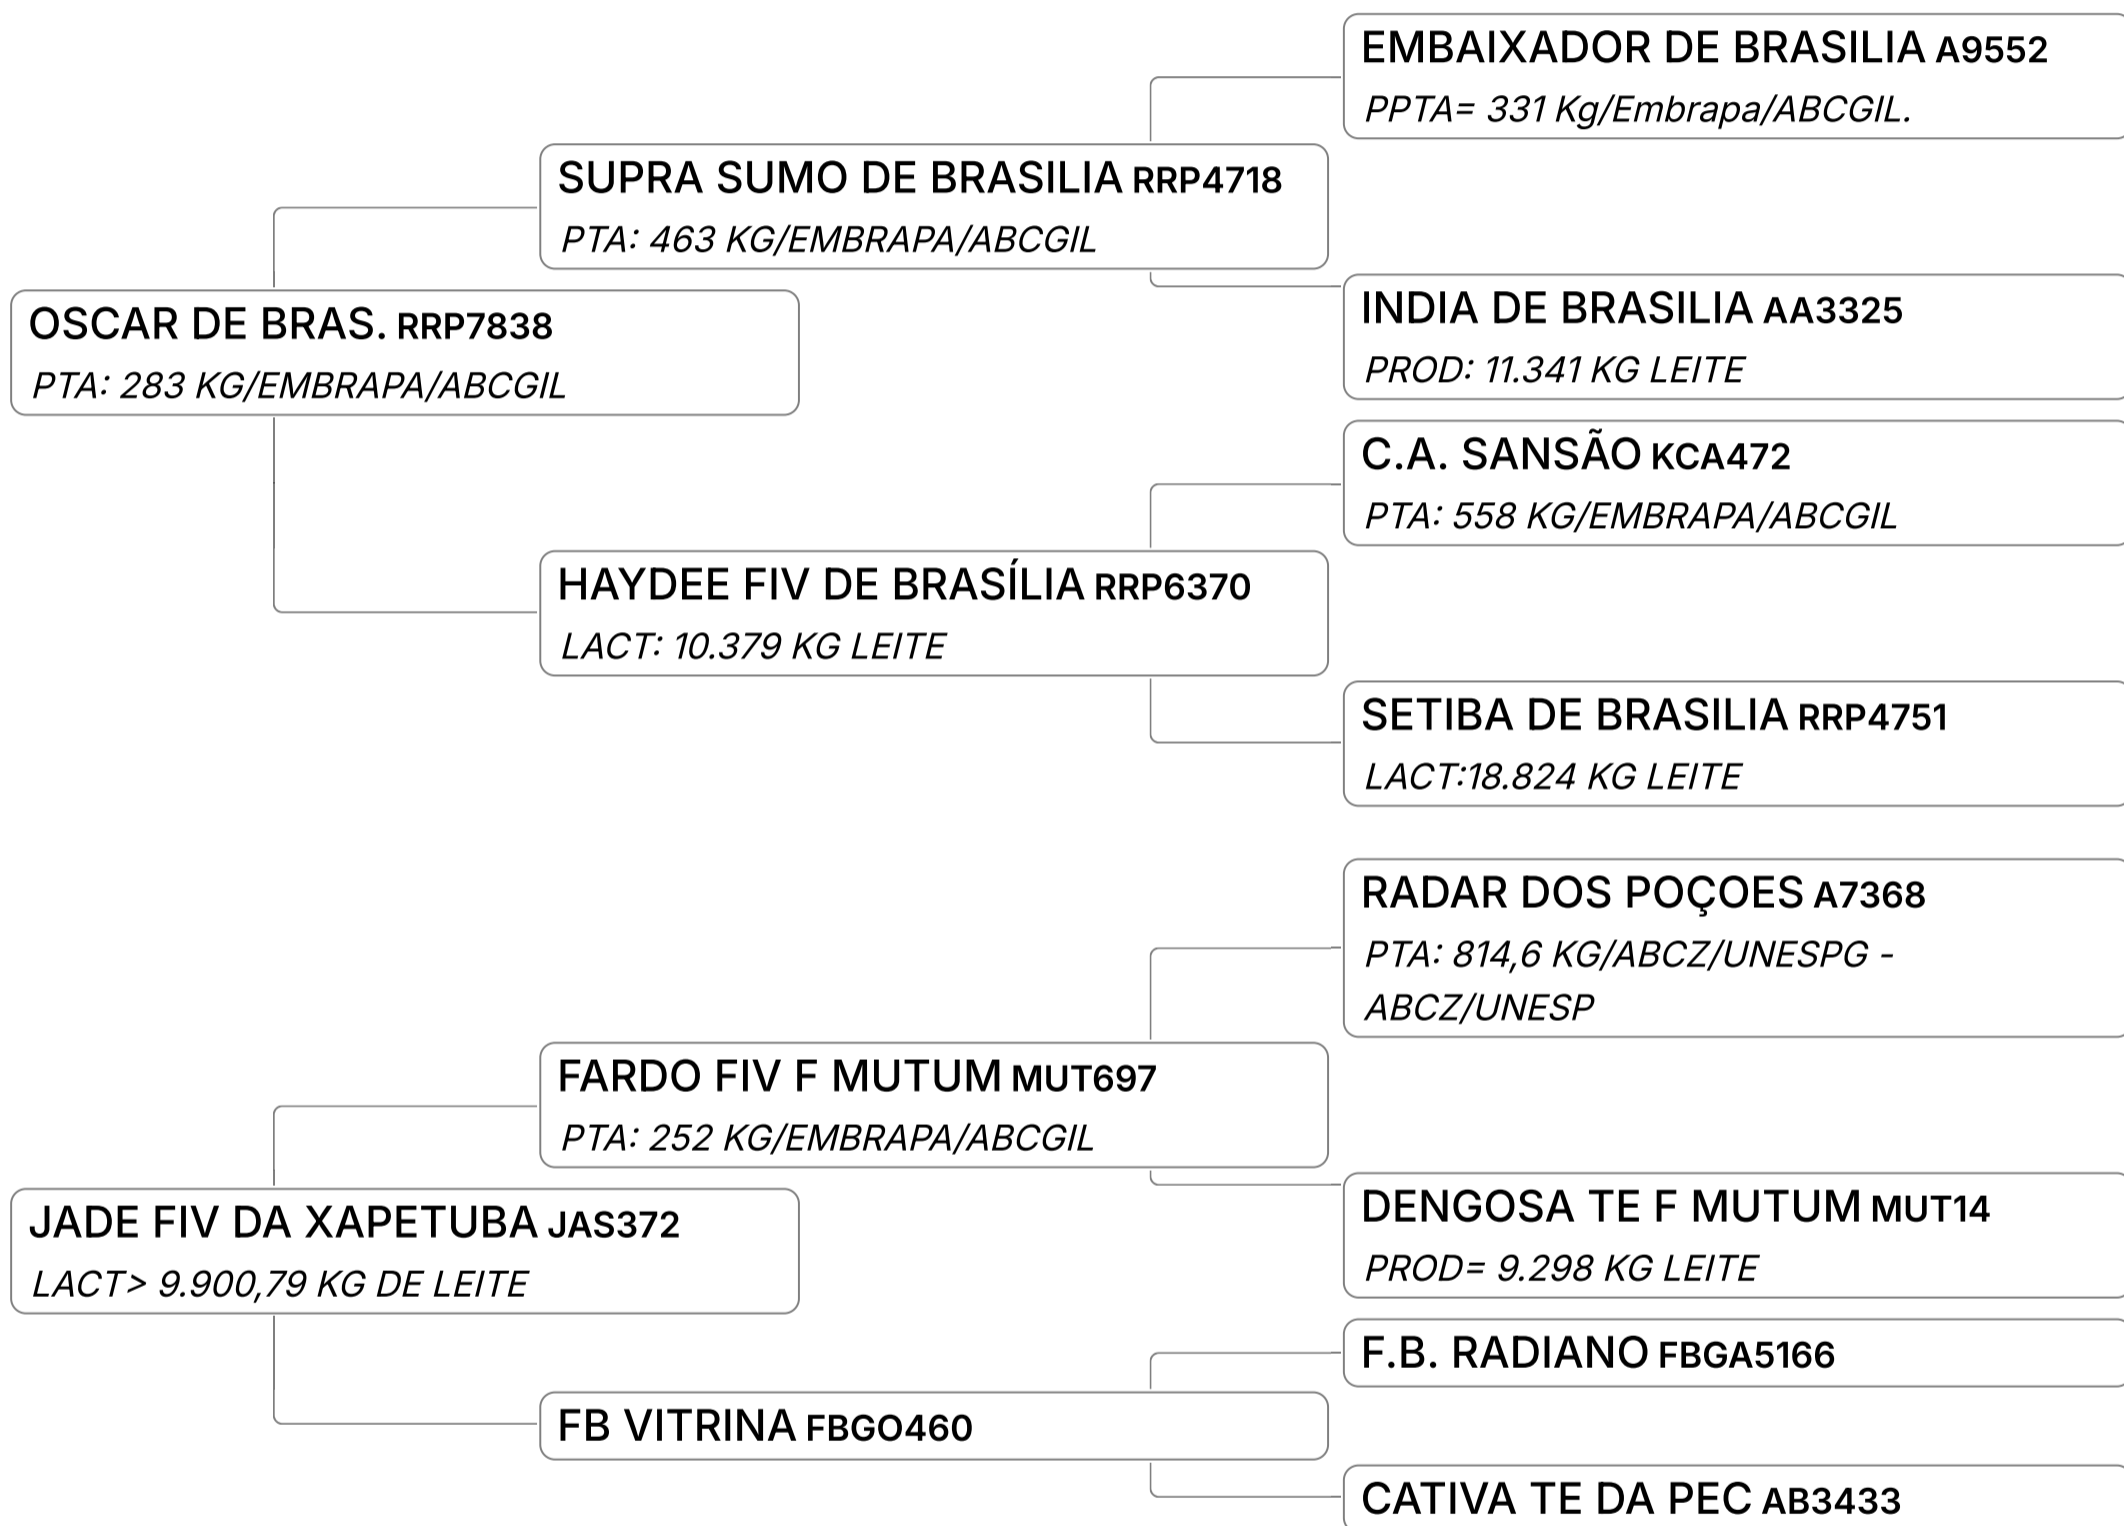 EMBAIXADOR DE BRASILIA A9552
PPTA= 331 Kg/Embrapa/ABCGIL.
SUPRA SUMO DE BRASILIA RRP4718
PTA: 463 KG/EMBRAPA/ABCGIL
INDIA DE BRASILIA AA3325
PROD: 11.341 KG LEITE
OSCAR DE BRAS. RRP7838
PTA: 283 KG/EMBRAPA/ABCGIL
C.A. SANSÃO KCA472
PTA: 558 KG/EMBRAPA/ABCGIL
HAYDEE FIV DE BRASÍLIA RRP6370
LACT: 10.379 KG LEITE
SETIBA DE BRASILIA RRP4751
LACT:18.824 KG LEITE
RADAR DOS POÇOES A7368
PTA: 814,6 KG/ABCZ/UNESPG -
ABCZ/UNESP
FARDO FIV F MUTUM MUT697
PTA: 252 KG/EMBRAPA/ABCGIL
DENGOSA TE F MUTUM MUT14
PROD= 9.298 KG LEITE
JADE FIV DA XAPETUBA JAS372
LACT> 9.900,79 KG DE LEITE
F.B. RADIANO FBGA5166
FB VITRINA FBGO460
CATIVA TE DA PEC AB3433